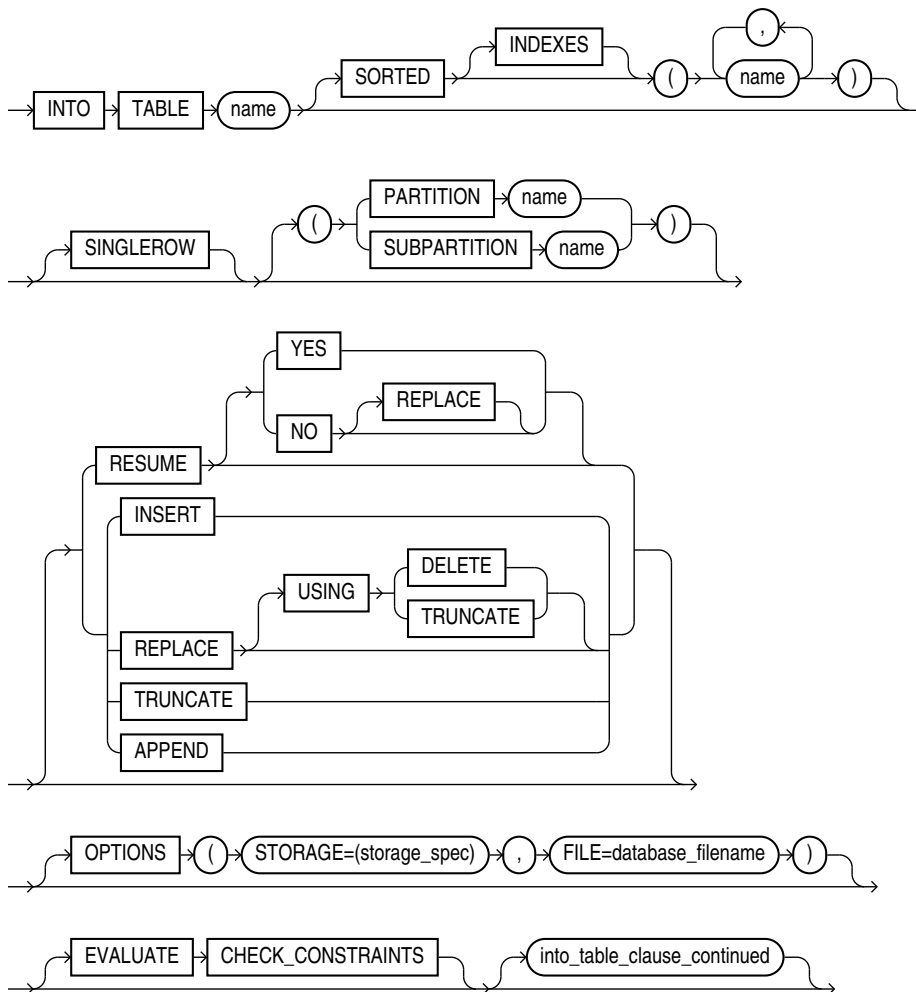 ,
INDEXES
SORTED ( name )
INTO TABLE name
PARTITION name
( )
SINGLEROW SUBPARTITION name
YES
REPLACE
NO
RESUME
INSERT
DELETE
USING
TRUNCATE
REPLACE
TRUNCATE
APPEND
OPTIONS ( STORAGE=(storage_spec) , FILE=database_filename )
EVALUATE CHECK_CONSTRAINTS into_table_clause_continued